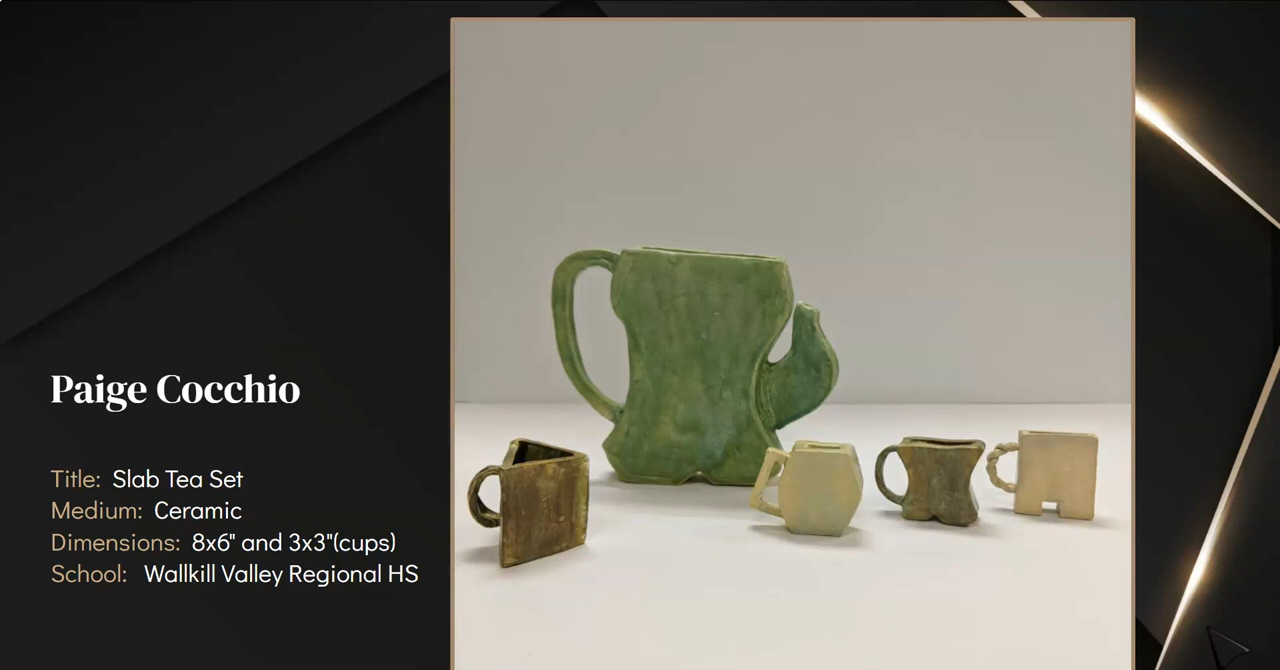 Paige Cocchio
Title: Slab Tea Set
Medium: Ceramic
Dimensions: 8x6" and 3x3"(cups)
School: Wallkill Valley Regional HS